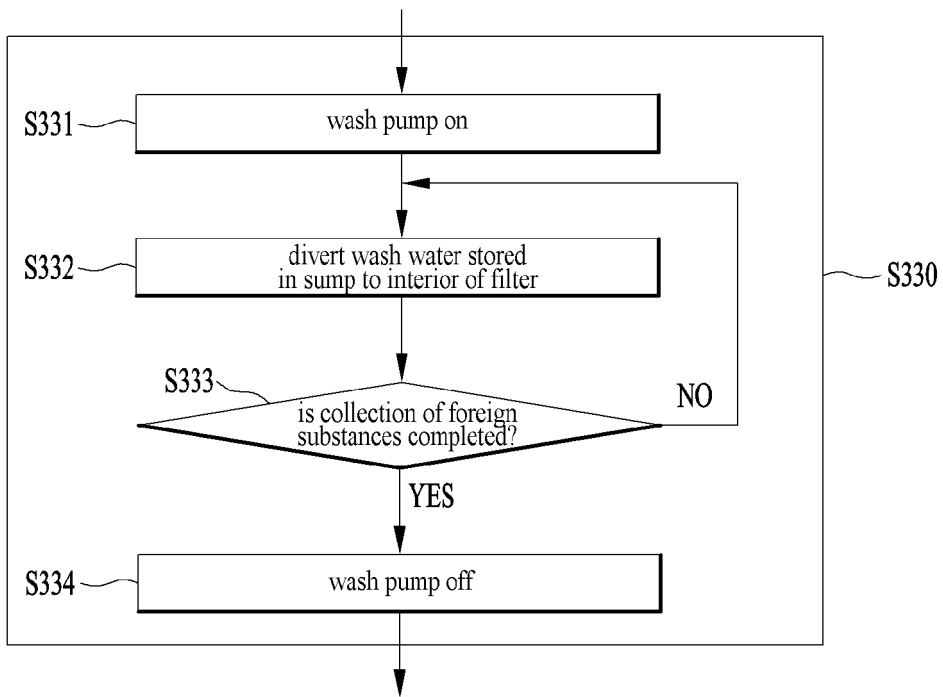 S331
wash pump on
S332
divert wash water stored
in sump to interior of filter
S330
S333
is collection of foreign
substances completed?
NO
YES
S334
wash pump off